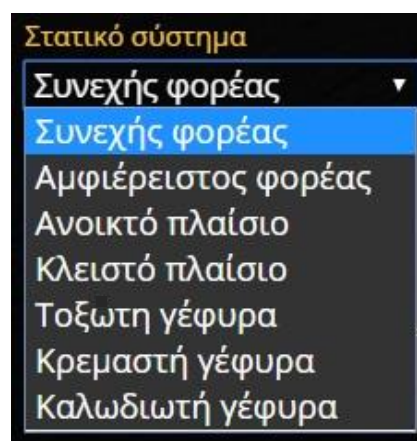 Στατικό σύστημα
Συνεχής φορέας
Συνεχής φορέας
Αμφιέρειστος φορέας
Ανοικτό πλαίσιο
Κλειστό πλαίσιο
Τοξωτη γέφυρα
Κρεμαστή γέφυρα
Καλωδιωτή γέφυρα